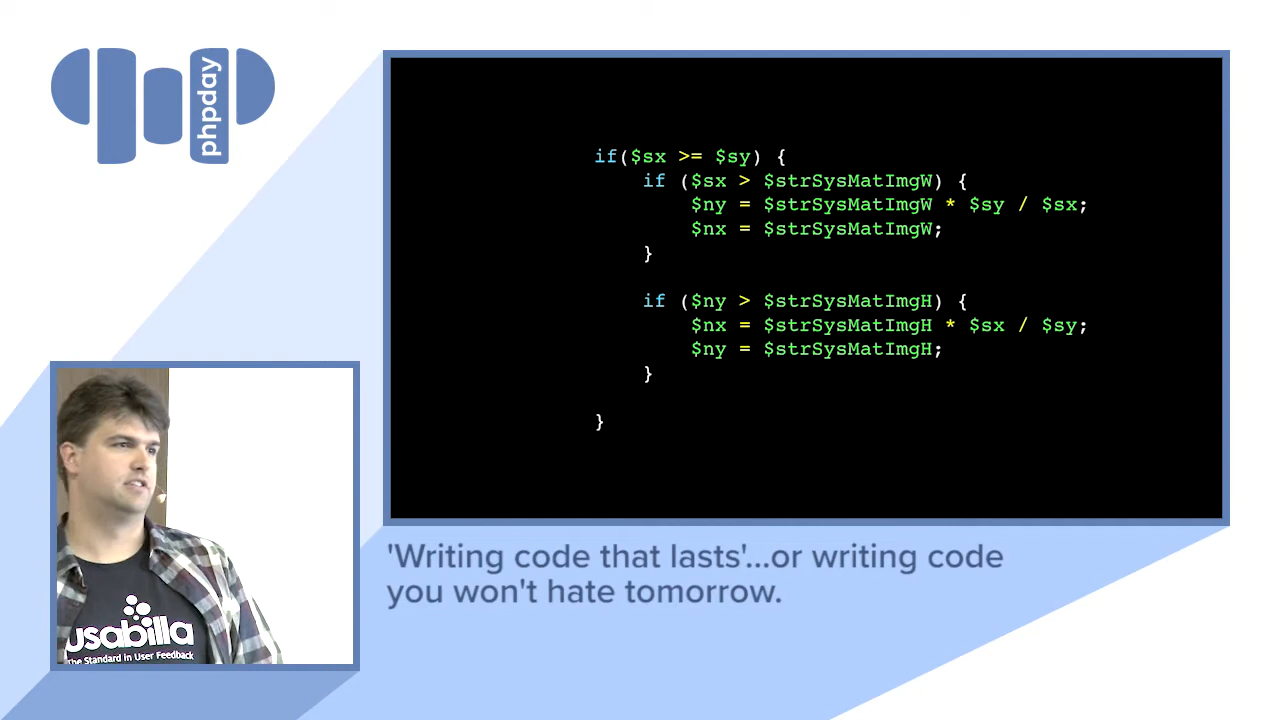 phpday
if($sx >= $sy) {
    if ($sx > $strSysMatImgW) {
        $ny = $strSysMatImgW * $sy / $sx;
        $nx = $strSysMatImgW;
    }
    if ($ny > $strSysMatImgH) {
        $nx = $strSysMatImgH * $sx / $sy;
        $ny = $strSysMatImgH;
    }
}
usabilla
The Standard in User Feedback
'Writing code that lasts'...or writing code
you won't hate tomorrow.